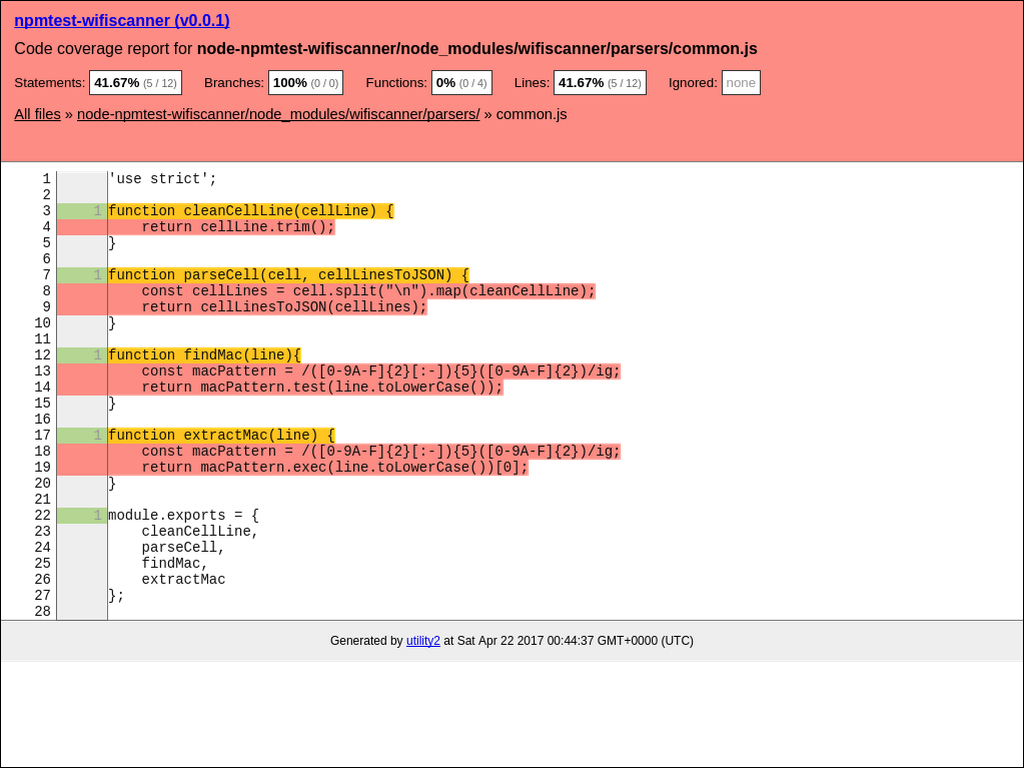 npmtest-wifiscanner (v0.0.1)
Code coverage report for node-npmtest-wifiscanner/node_modules/wifiscanner/parsers/common.js
Statements: 41.67% (5 / 12) Branches: 100% (0 / 0) Functions: 0% (0 / 4) Lines: 41.67% (5 / 12) Ignored: none
All files » node-npmtest-wifiscanner/node_modules/wifiscanner/parsers/ » common.js
1 'use strict';
2
3 1 function cleanCellLine(cellLine) {
4     return cellLine.trim();
5 }
6
7 1 function parseCell(cell, cellLinesToJSON) {
8     const cellLines = cell.split("\n").map(cleanCellLine);
9     return cellLinesToJSON(cellLines);
10 }
11
12 1 function findMac(line){
13     const macPattern = /([0-9A-F]{2}[:-]){5}([0-9A-F]{2})/ig;
14     return macPattern.test(line.toLowerCase());
15 }
16
17 1 function extractMac(line) {
18     const macPattern = /([0-9A-F]{2}[:-]){5}([0-9A-F]{2})/ig;
19     return macPattern.exec(line.toLowerCase())[0];
20 }
21
22 1 module.exports = {
23     cleanCellLine,
24     parseCell,
25     findMac,
26     extractMac
27 };
28
Generated by utility2 at Sat Apr 22 2017 00:44:37 GMT+0000 (UTC)